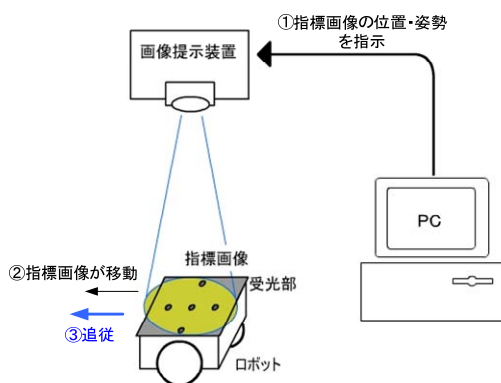 ①指標画像の位置・姿勢
を指示
画像提示装置
PC
指標画像
受光部
②指標画像が移動
③追従
ロボット